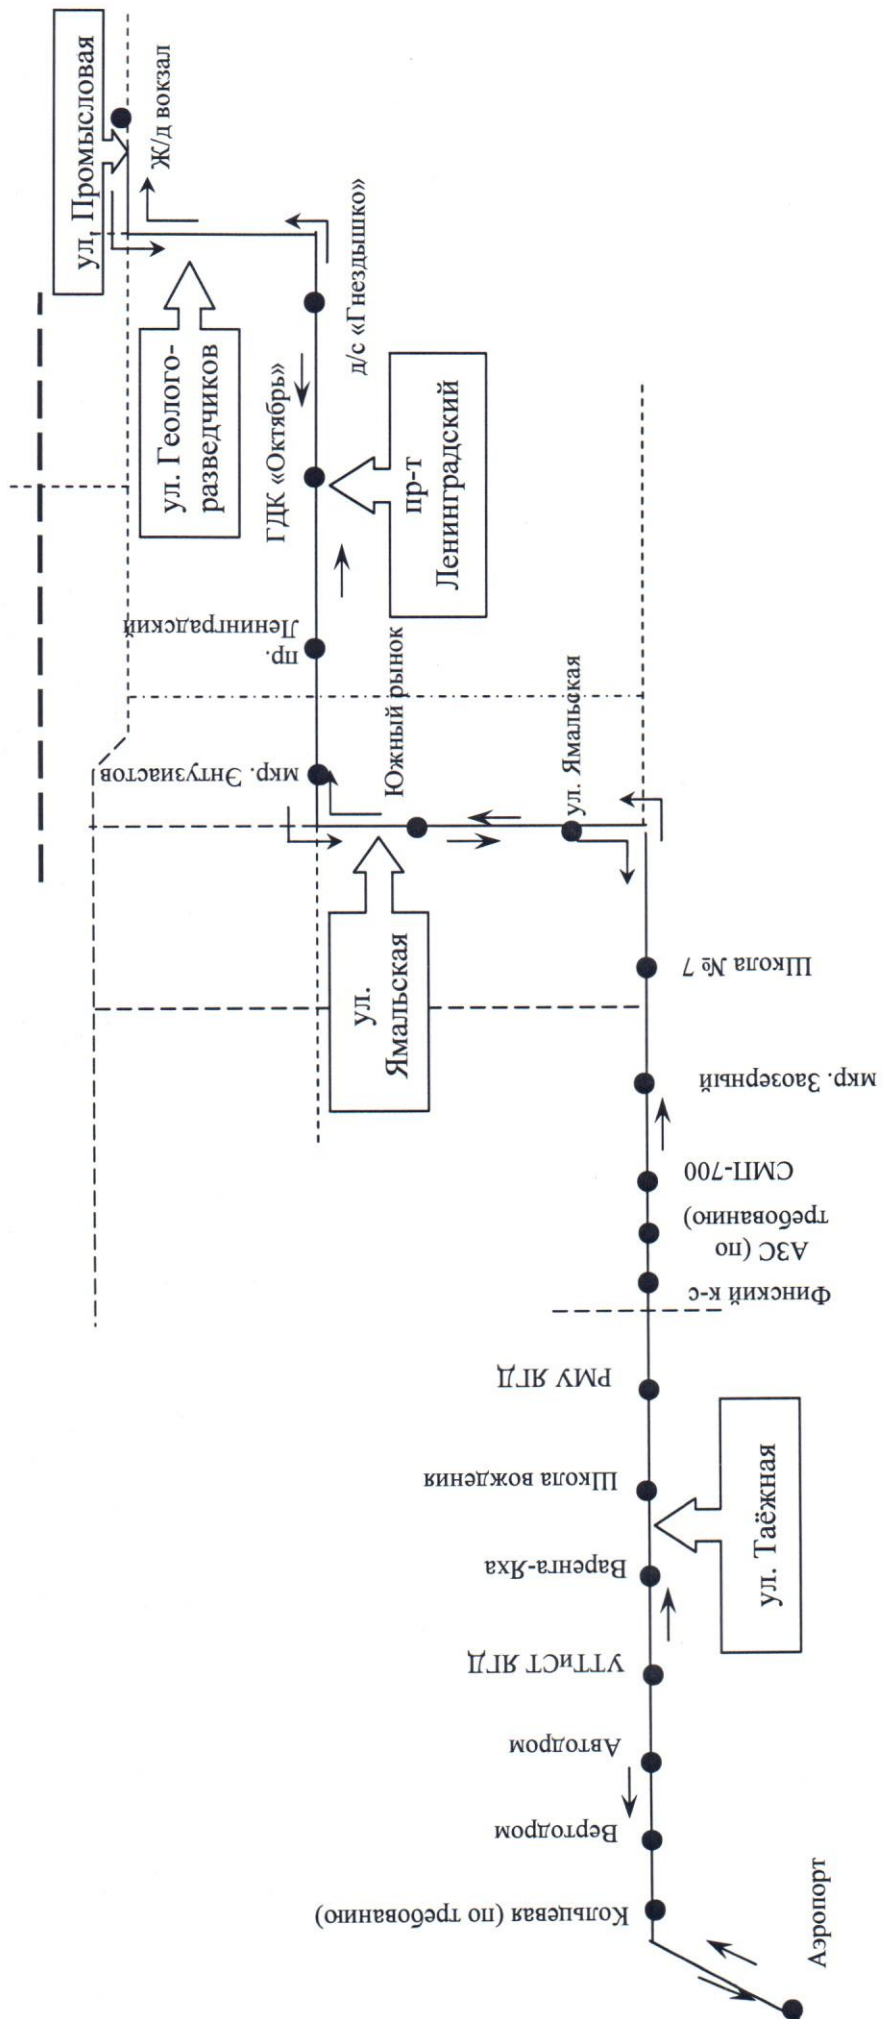 ул. Промысловая
Ж/д вокзал
ул. Геолого-
разведчиков
д/с «Гнездышко»
ГДК «Октябрь»
пр-т
Ленинградский
пр.
Ленинградский
мкр. Энтузиастов
Южный рынок
ул. Ямальская
ул.
Ямальская
Школа № 7
мкр. Заозерный
СМП-700
АЗС (по
требованию)
Финский к-с
РМУ ЯГД
Школа вождения
ул. Таёжная
Варенга-Яха
УТТиСТ ЯГД
Автодром
Вертодром
Кольцевая (по требованию)
Аэропорт